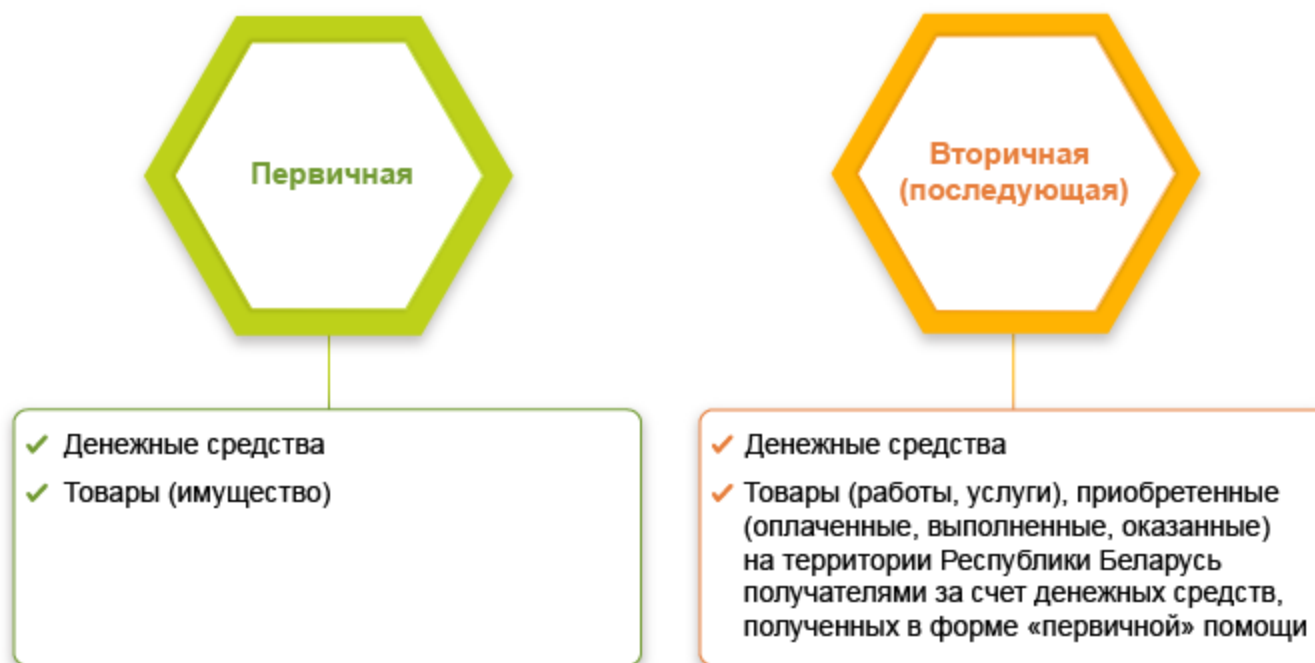 Первичная
Вторичная
(последующая)
Денежные средства
Товары (имущество)
Денежные средства
Товары (работы, услуги), приобретенные
(оплаченные, выполненные, оказанные)
на территории Республики Беларусь
получателями за счет денежных средств,
полученных в форме «первичной» помощи